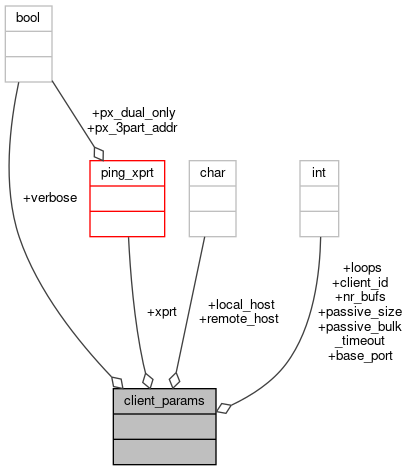 bool
+px_dual_only
+px_3part_addr
ping_xprt
char
int
+verbose
+xprt
+local_host
+remote_host
+loops
+client_id
+nr_bufs
+passive_size
+passive_bulk
_timeout
+base_port
client_params